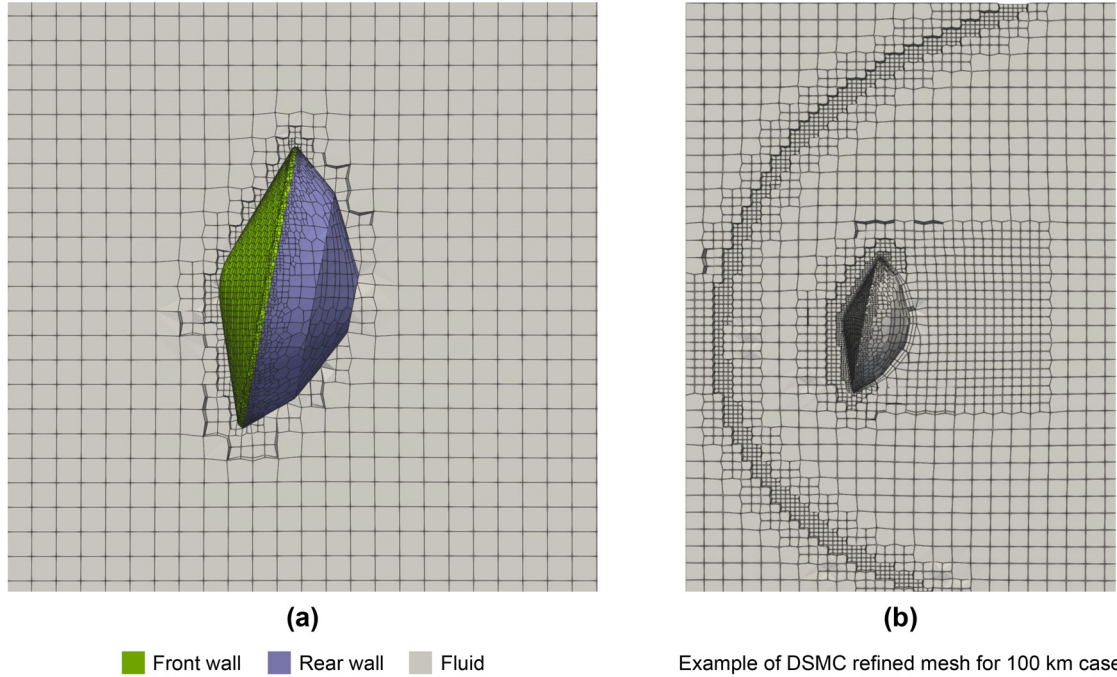 (a)
(b)
Front wall
Rear wall
Fluid
Example of DSMC refined mesh for 100 km case